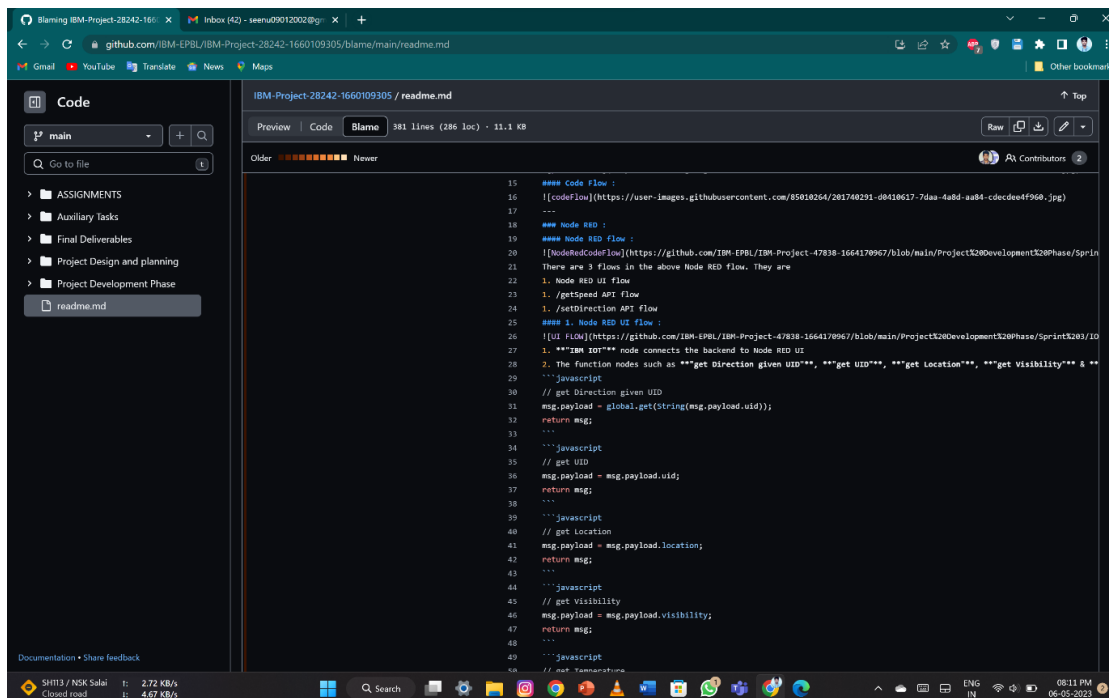 Blaming IBM-Project-28242-166
Inbox (42) - seenu09012002@gm
github.com/IBM-EPBL/IBM-Project-28242-1660109305/blame/main/readme.md
Gmail YouTube Translate News Maps Other bookmark
Code
main
Go to file t
ASSIGNMENTS
Auxiliary Tasks
Final Deliverables
Project Design and planning
Project Development Phase
readme.md
Documentation • Share feedback
IBM-Project-28242-1660109305 / readme.md Top
Preview Code Blame 381 lines (286 loc) · 11.1 KB Raw
Older Newer Contributors 2
15 #### Code Flow :
16 ![codeFlow](https://user-images.githubusercontent.com/85010264/201740291-d0410617-7daa-4a8d-aa84-cdecdee4f960.jpg)
17 ---
18 ### Node RED :
19 #### Node RED flow :
20 ![NodeRedCodeFlow](https://github.com/IBM-EPBL/IBM-Project-47838-1664170967/blob/main/Project%20Development%20Phase/Sprin
21 There are 3 flows in the above Node RED flow. They are
22 1. Node RED UI flow
23 1. /getSpeed API flow
24 1. /setDirection API flow
25 #### 1. Node RED UI flow :
26 ![UI FLOW](https://github.com/IBM-EPBL/IBM-Project-47838-1664170967/blob/main/Project%20Development%20Phase/Sprint%203/IO
27 1. **"IBM IOT"** node connects the backend to Node RED UI
28 2. The function nodes such as **"get Direction given UID"**, **"get UID"**, **"get Location"**, **"get Visibility"** & **
29 ```javascript
30 // get Direction given UID
31 msg.payload = global.get(String(msg.payload.uid));
32 return msg;
33 ```
34 ```javascript
35 // get UID
36 msg.payload = msg.payload.uid;
37 return msg;
38 ```
39 ```javascript
40 // get Location
41 msg.payload = msg.payload.location;
42 return msg;
43 ```
44 ```javascript
45 // get Visibility
46 msg.payload = msg.payload.visibility;
47 return msg;
48 ```
49 ```javascript
50 // get Temperature
SH113 / NSK Salai 2.72 KB/s
Closed road 4.67 KB/s
Search
ENG
IN
08:11 PM
06-05-2023
2